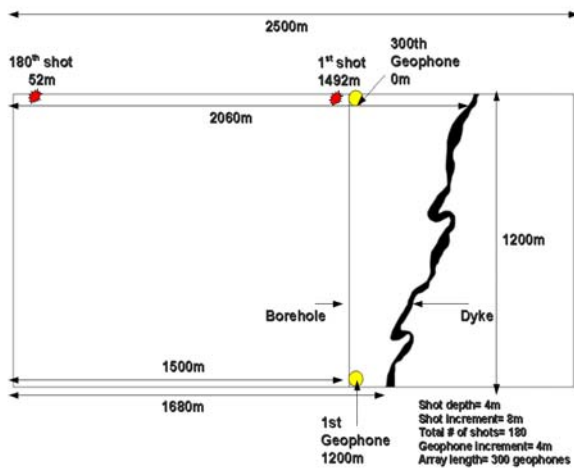 2500m
180th shot
52m
1st shot
1492m
300th
Geophone
0m
2060m
1200m
Borehole
Dyke
1500m
1680m
1st
Geophone
1200m
Shot depth= 4m
Shot increment= 8m
Total # of shots= 180
Geophone increment= 4m
Array length= 300 geophones